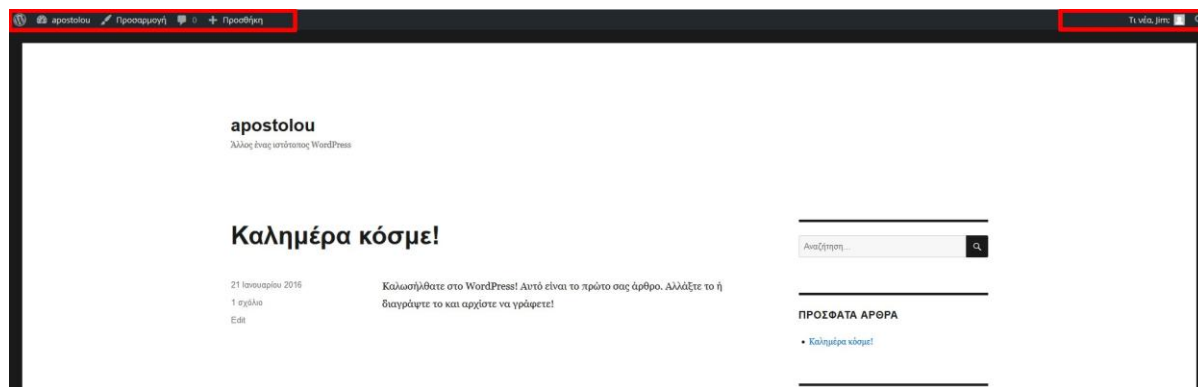 apostolou Προσαρμογή 0 Προσθήκη Τι νέα, Jim;
apostolou
Άλλος ένας ιστότοπος WordPress
Καλημέρα κόσμε!
Αναζήτηση...
21 Ιανουαρίου 2016
1 σχόλιο
Edit
Καλωσήλθατε στο WordPress! Αυτό είναι το πρώτο σας άρθρο. Αλλάξτε το ή
διαγράψτε το και αρχίστε να γράφετε!
ΠΡΟΣΦΑΤΑ ΑΡΘΡΑ
Καλημέρα κόσμε!